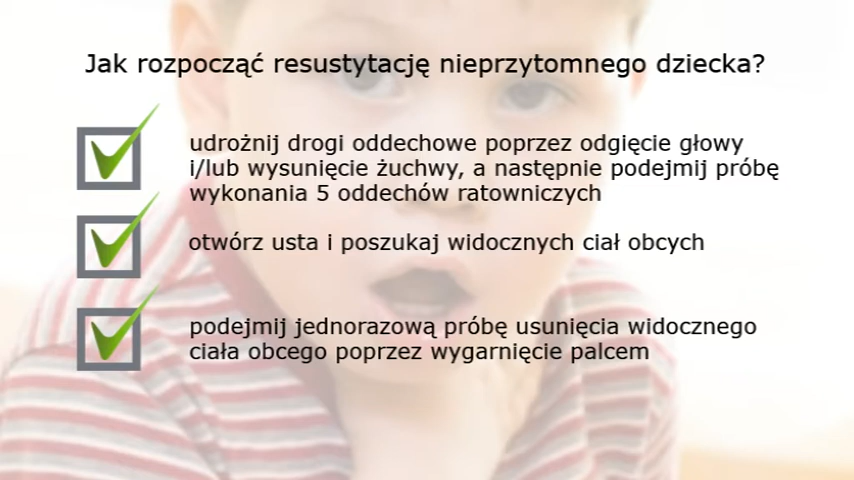 Jak rozpocząć resustytację nieprzytomnego dziecka?
udrożnij drogi oddechowe poprzez odgięcie głowy
i/lub wysunięcie żuchwy, a następnie podejmij próbę
wykonania 5 oddechów ratowniczych
otwórz usta i poszukaj widocznych ciał obcych
podejmij jednorazową próbę usunięcia widocznego
ciała obcego poprzez wygarnięcie palcem